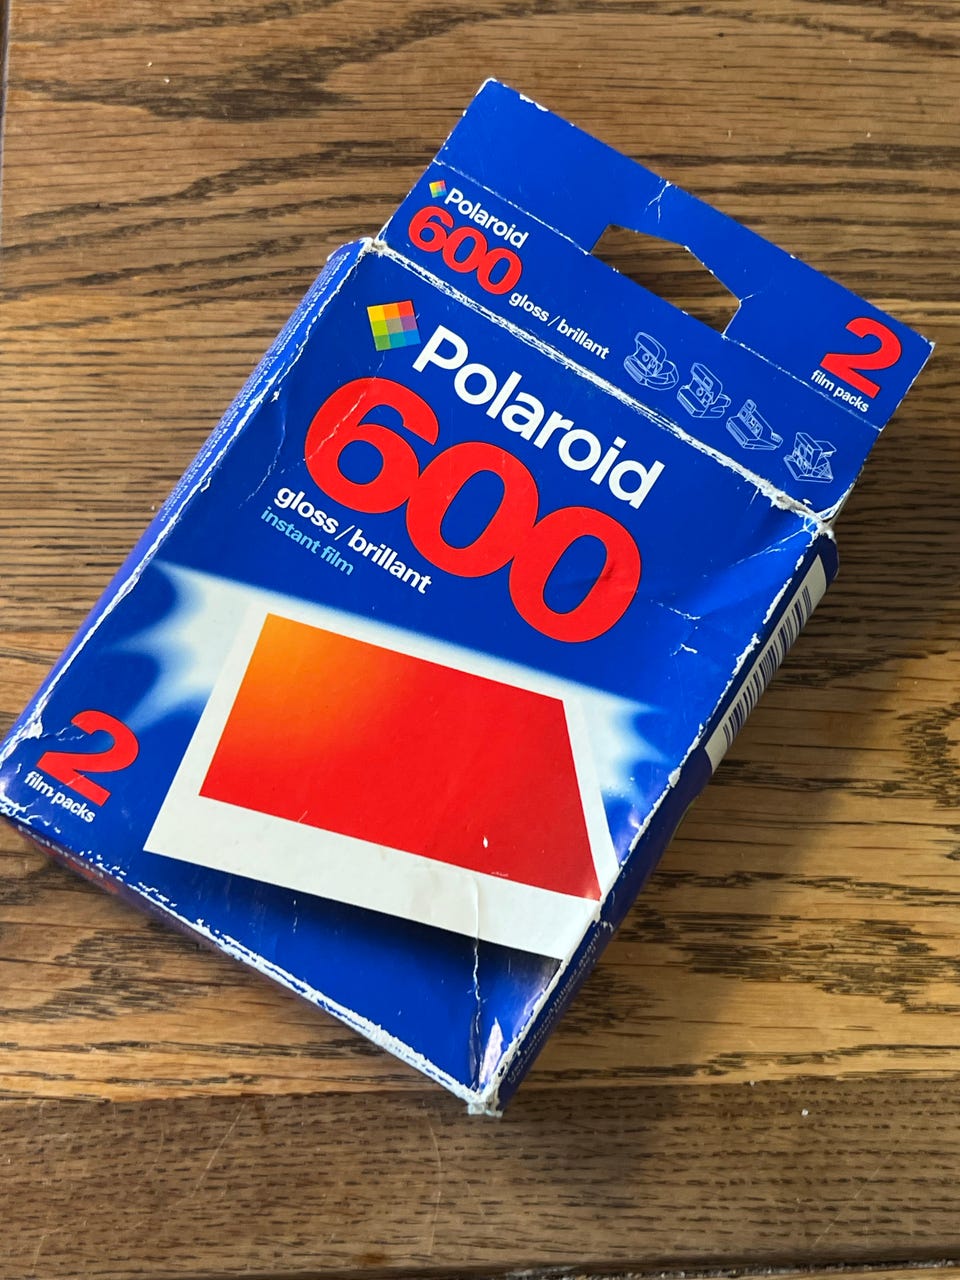 Polaroid
600
gloss / brillant
2
film packs
Polaroid
600
gloss / brillant
instant film
2
film packs